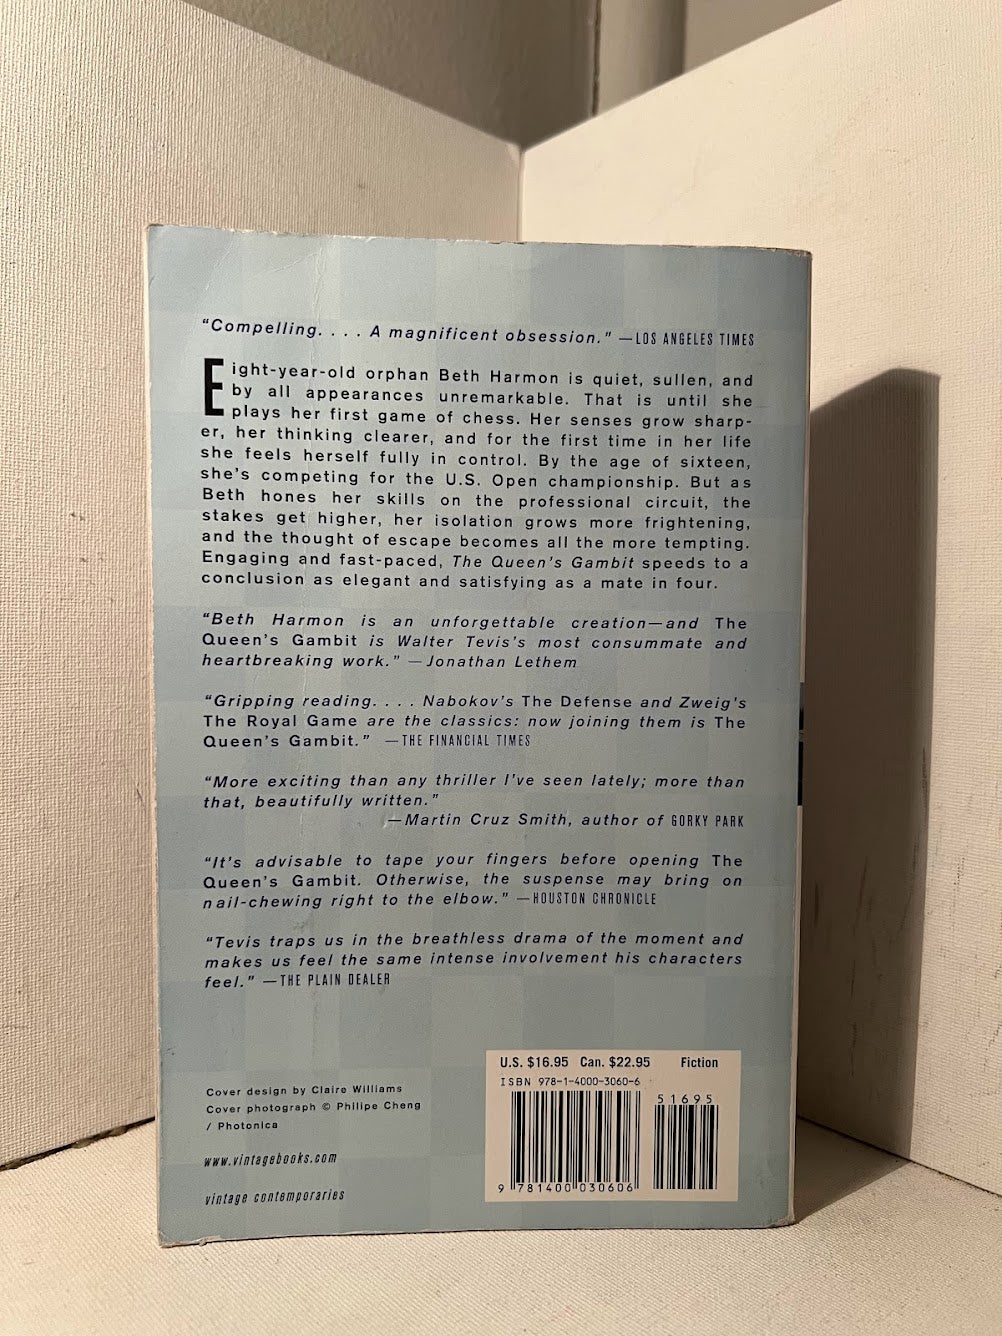 “Compelling. . . . A magnificent obsession.” —LOS ANGELES TIMES
Eight-year-old orphan Beth Harmon is quiet, sullen, and
by all appearances unremarkable. That is until she
plays her first game of chess. Her senses grow sharp-
er, her thinking clearer, and for the first time in her life
she feels herself fully in control. By the age of sixteen,
she’s competing for the U.S. Open championship. But as
Beth hones her skills on the professional circuit, the
stakes get higher, her isolation grows more frightening,
and the thought of escape becomes all the more tempting.
Engaging and fast-paced, The Queen’s Gambit speeds to a
conclusion as elegant and satisfying as a mate in four.
“Beth Harmon is an unforgettable creation—and The
Queen’s Gambit is Walter Tevis’s most consummate and
heartbreaking work.” —Jonathan Lethem
“Gripping reading. . . . Nabokov’s The Defense and Zweig’s
The Royal Game are the classics: now joining them is The
Queen’s Gambit.” —THE FINANCIAL TIMES
“More exciting than any thriller I’ve seen lately; more than
that, beautifully written.”
—Martin Cruz Smith, author of GORKY PARK
“It’s advisable to tape your fingers before opening The
Queen’s Gambit. Otherwise, the suspense may bring on
nail-chewing right to the elbow.” —HOUSTON CHRONICLE
“Tevis traps us in the breathless drama of the moment and
makes us feel the same intense involvement his characters
feel.” —THE PLAIN DEALER
Cover design by Claire Williams
Cover photograph © Philipe Cheng
/ Photonica
www.vintagebooks.com
vintage contemporaries
U.S. $16.95 Can. $22.95 Fiction
ISBN 978-1-4000-3060-6
51695
9 781400 030606